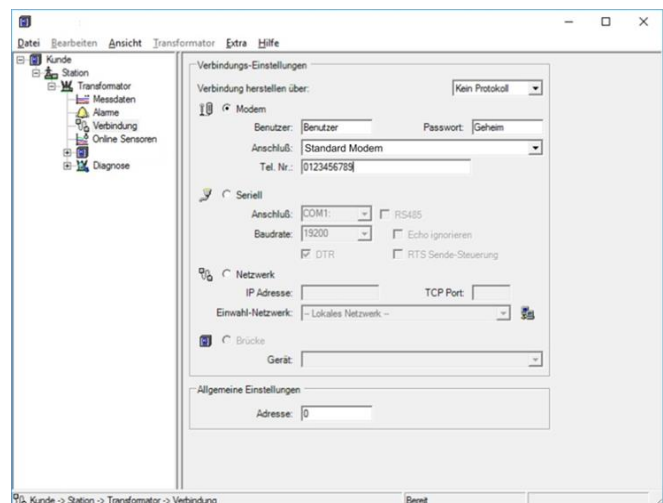 Datei Bearbeiten Ansicht Transformator Extra Hilfe
Kunde
Station
Transformator
Messdaten
Alarme
Verbindung
Online Sensoren
Diagnose
Verbindungs-Einstellungen
Verbindung herstellen über: Kein Protokoll
Modem
Benutzer: Benutzer Passwort: Geheim
Anschluß: Standard Modem
Tel. Nr.: 0123456789
Seriell
Anschluß: COM1: RS485
Baudrate: 19200 Echo ignorieren
DTR RTS Sende-Steuerung
Netzwerk
IP Adresse: TCP Port:
Einwahl-Netzwerk: -- Lokales Netzwerk --
Brücke
Gerät:
Allgemeine Einstellungen
Adresse: 0
Kunde -> Station -> Transformator -> Verbindung Bereit